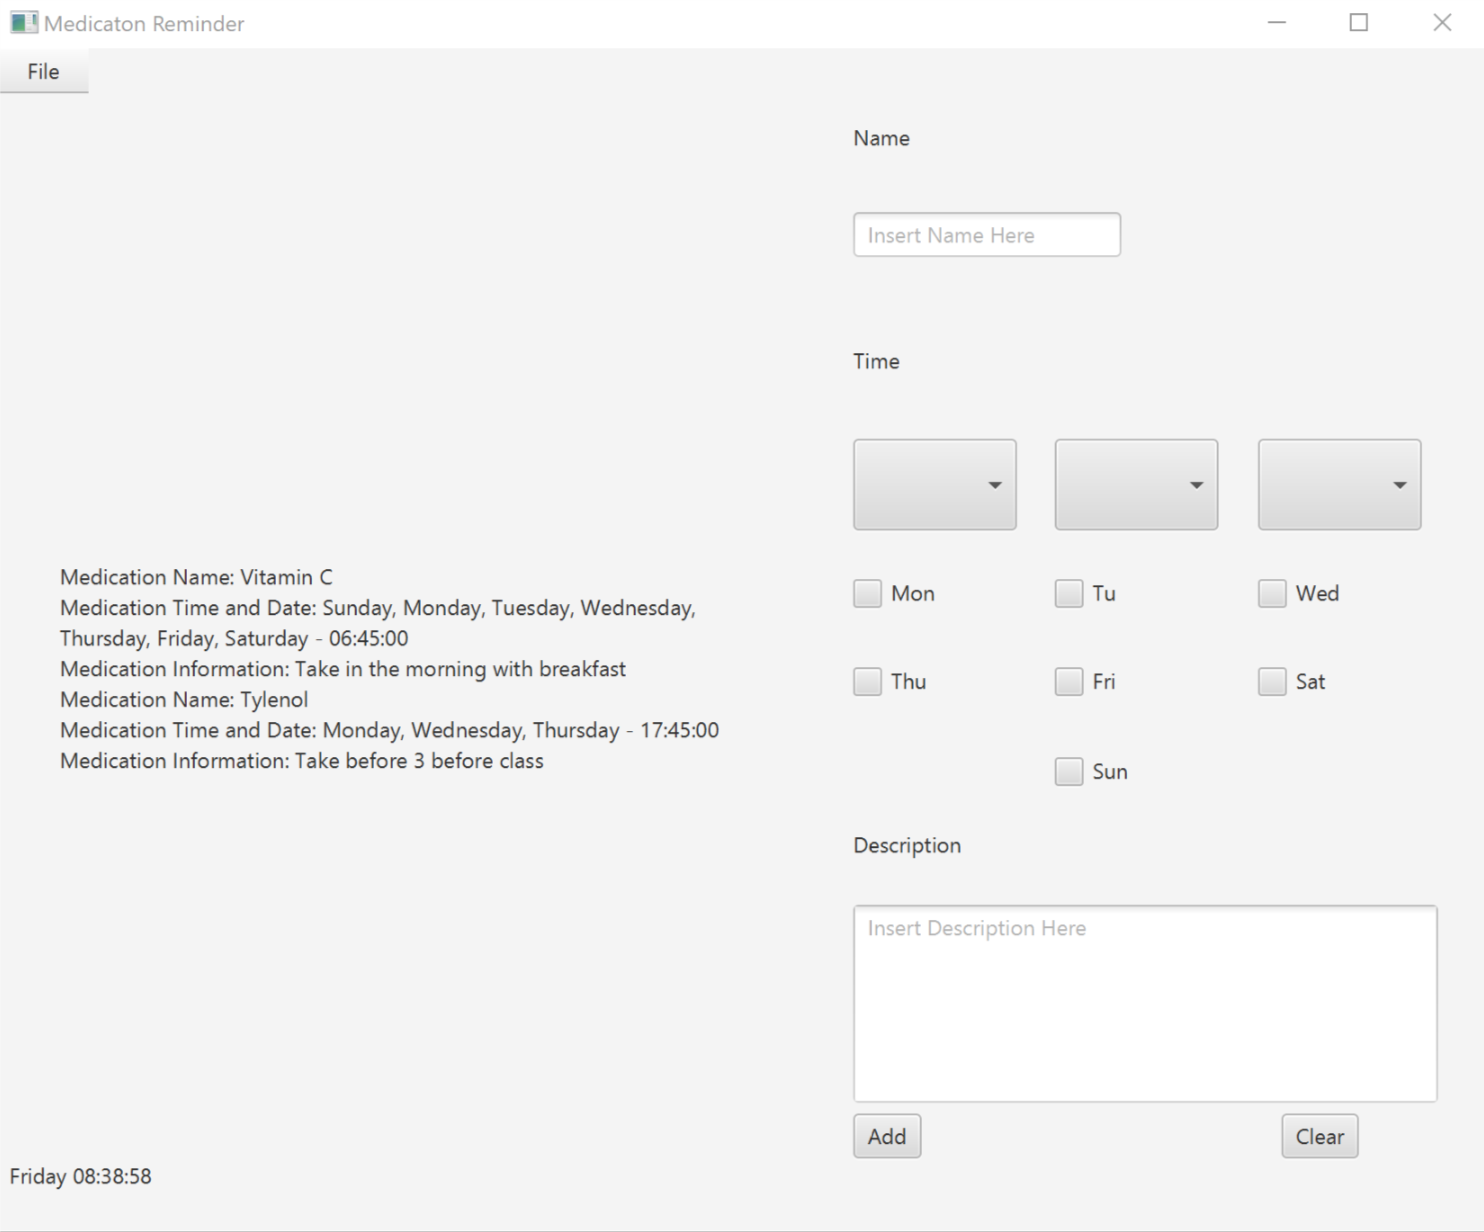 Medicaton Reminder
File
Name
Insert Name Here
Time
Mon
Tu
Wed
Thu
Fri
Sat
Sun
Description
Insert Description Here
Add
Clear
Medication Name: Vitamin C
Medication Time and Date: Sunday, Monday, Tuesday, Wednesday,
Thursday, Friday, Saturday - 06:45:00
Medication Information: Take in the morning with breakfast
Medication Name: Tylenol
Medication Time and Date: Monday, Wednesday, Thursday - 17:45:00
Medication Information: Take before 3 before class
Friday 08:38:58